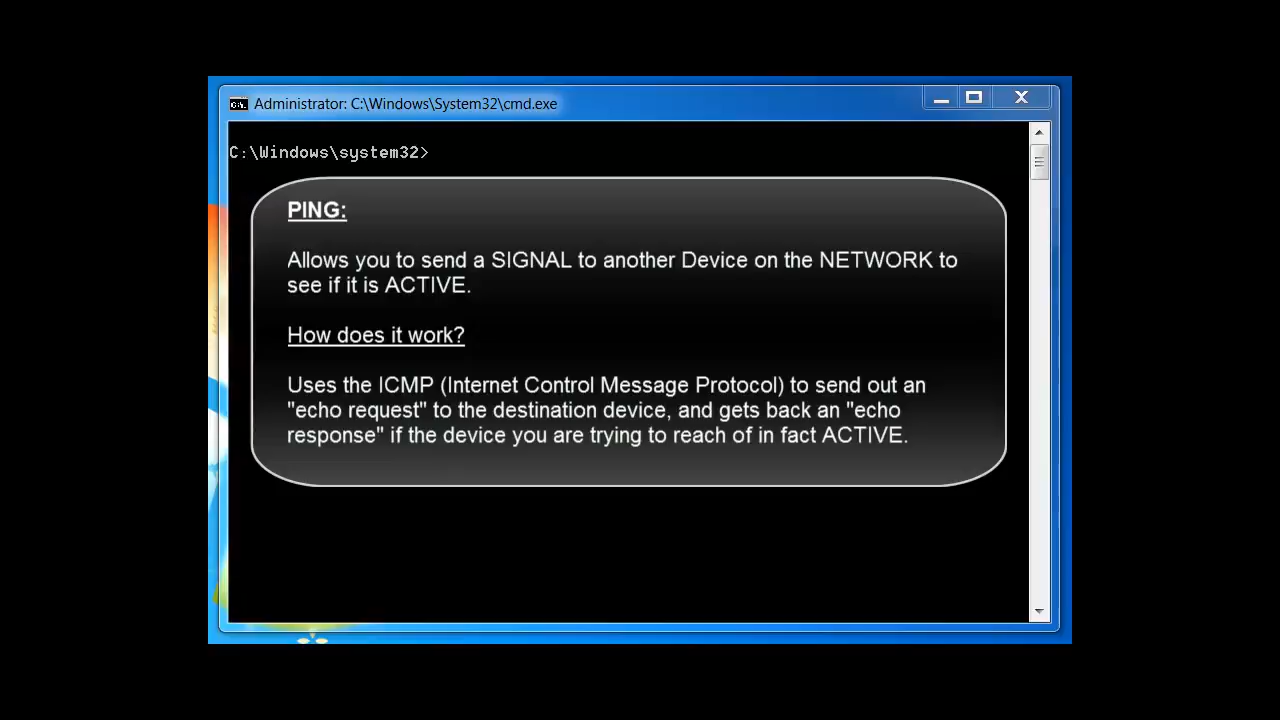 Administrator: C:\Windows\System32\cmd.exe
C:\Windows\system32>
PING:
Allows you to send a SIGNAL to another Device on the NETWORK to
see if it is ACTIVE.
How does it work?
Uses the ICMP (Internet Control Message Protocol) to send out an
"echo request" to the destination device, and gets back an "echo
response" if the device you are trying to reach of in fact ACTIVE.